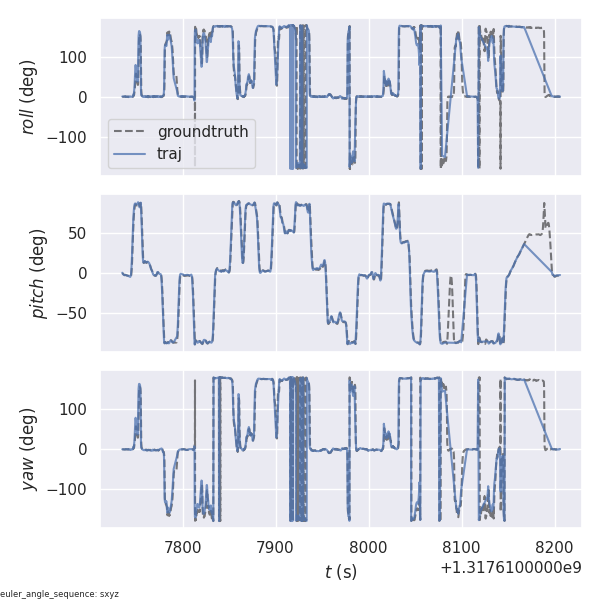 100
0
−100
roll (deg)
groundtruth
traj
50
0
−50
pitch (deg)
100
0
−100
yaw (deg)
7800
7900
8000
8100
8200
t (s)
+1.3176100000e9
euler_angle_sequence: sxyz